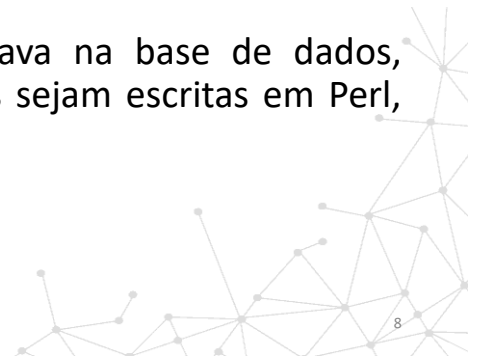 ava na base de dados,
s sejam escritas em Perl,
8